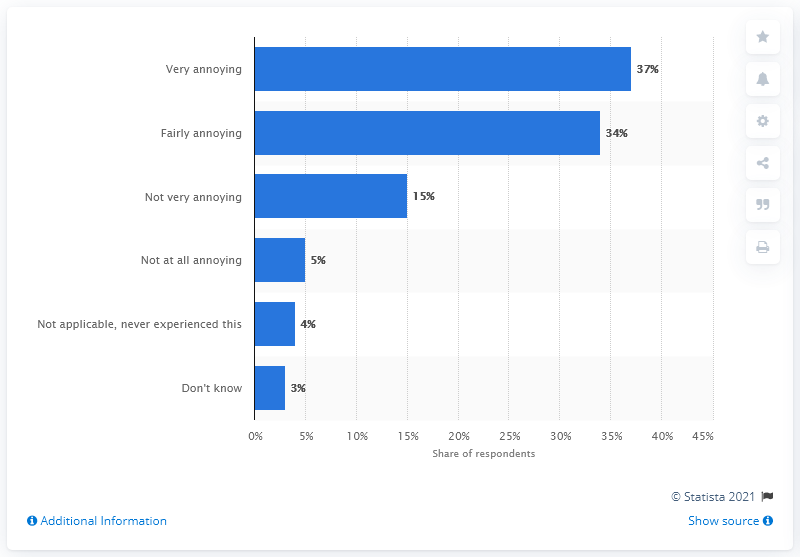 Very annoying 37%
Fairly annoying 34%
Not very annoying 15%
Not at all annoying 5%
Not applicable, never experienced this 4%
Don't know 3%
0% 5% 10% 15% 20% 25% 30% 35% 40% 45%
Share of respondents
© Statista 2021
Additional Information Show source